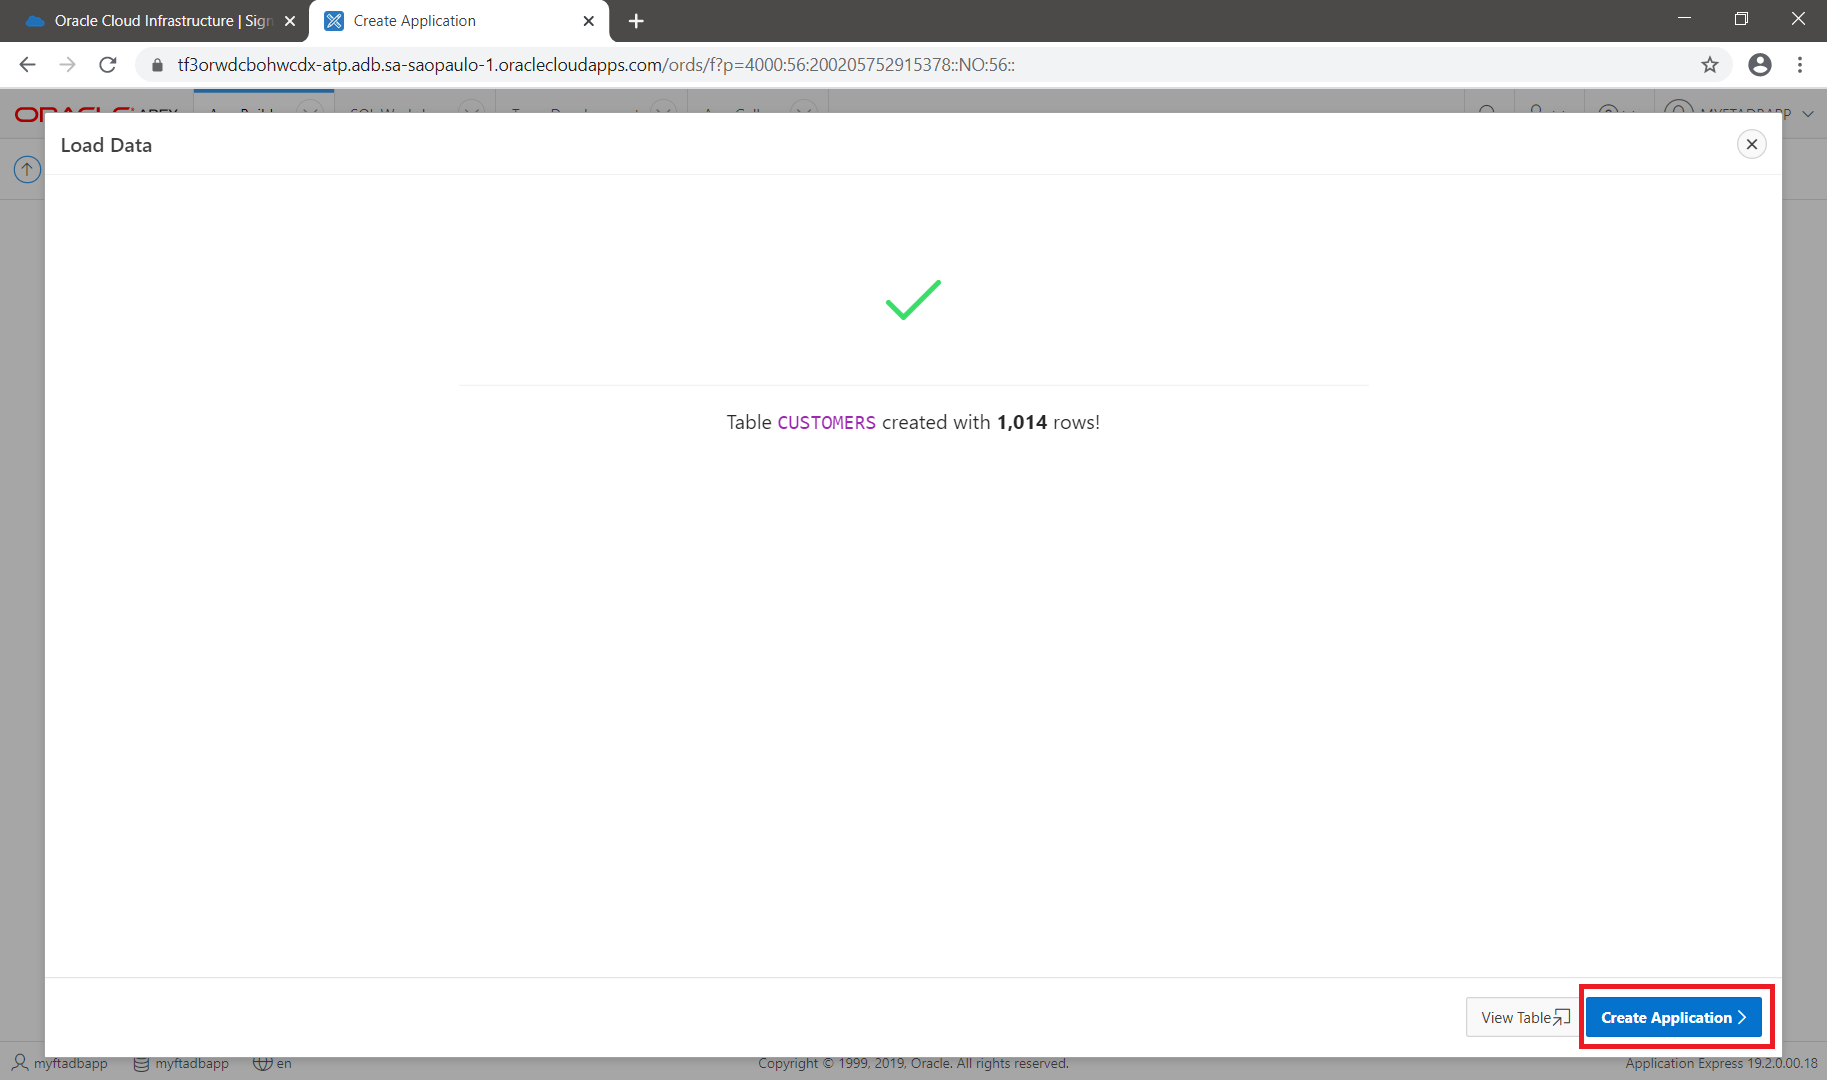 Oracle Cloud Infrastructure | Sign
Create Application
tf3orwdcbohwcdx-atp.adb.sa-saopaulo-1.oraclecloudapps.com/ords/f?p=4000:56:200205752915378::NO:56::
Load Data
Table CUSTOMERS created with 1,014 rows!
View Table
Create Application
myftadbapp
myftadbapp
en
Copyright © 1999, 2019, Oracle. All rights reserved.
Application Express 19.2.0.00.18